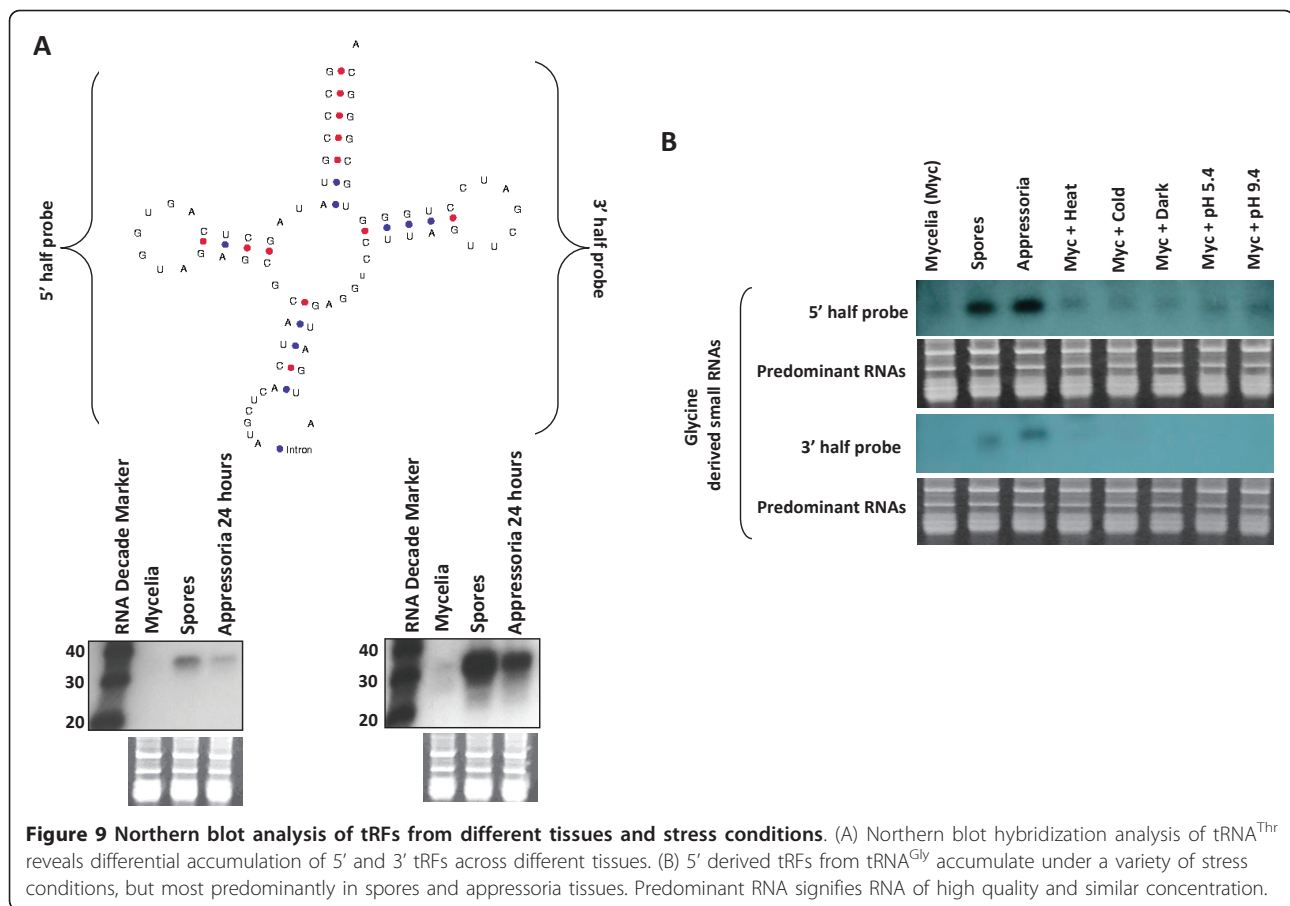 A
5' half probe
3' half probe
Intron
RNA Decade Marker
Mycelia
Spores
Appressoria 24 hours
40
30
20
RNA Decade Marker
Mycelia
Spores
Appressoria 24 hours
40
30
20
B
Mycelia (Myc)
Spores
Appressoria
Myc + Heat
Myc + Cold
Myc + Dark
Myc + pH 5.4
Myc + pH 9.4
Glycine
derived small RNAs
5' half probe
Predominant RNAs
3' half probe
Predominant RNAs
Figure 9 Northern blot analysis of tRFs from different tissues and stress conditions. (A) Northern blot hybridization analysis of tRNAThr
reveals differential accumulation of 5' and 3' tRFs across different tissues. (B) 5' derived tRFs from tRNAGly accumulate under a variety of stress
conditions, but most predominantly in spores and appressoria tissues. Predominant RNA signifies RNA of high quality and similar concentration.